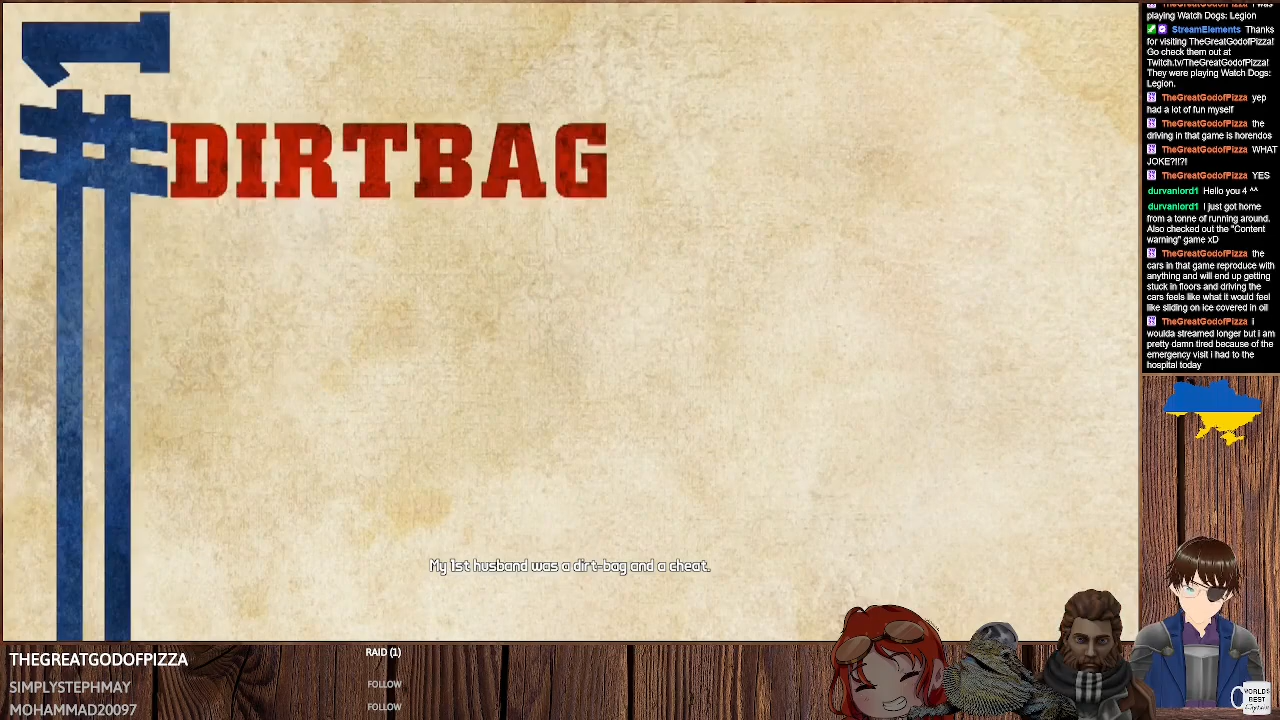 DIRTBAG
My 1st husband was a dirt-bag and a cheat.
playing Watch Dogs: Legion
StreamElements Thanks
for visiting TheGreatGodofPizza!
Go check them out at
Twitch.tv/TheGreatGodofPizza!
They were playing Watch Dogs:
Legion.
TheGreatGodofPizza yep
had a lot of fun myself
TheGreatGodofPizza the
driving in that game is horendos
TheGreatGodofPizza WHAT
JOKE?!!?!
TheGreatGodofPizza YES
durvanlord1 Hello you 4 ^^
durvanlord1 I just got home
from a tonne of running around.
Also checked out the "Content
warning" game xD
TheGreatGodofPizza the
cars in that game reproduce with
anything and will end up getting
stuck in floors and driving the
cars feels like what it would feel
like sliding on ice covered in oil
TheGreatGodofPizza i
woulda streamed longer but i am
pretty damn tired because of the
emergency visit i had to the
hospital today
THEGREATGODOFPIZZA RAID (1)
SIMPLYSTEPHMAY FOLLOW
MOHAMMAD20097 FOLLOW
WORLD'S
BEST
Captain